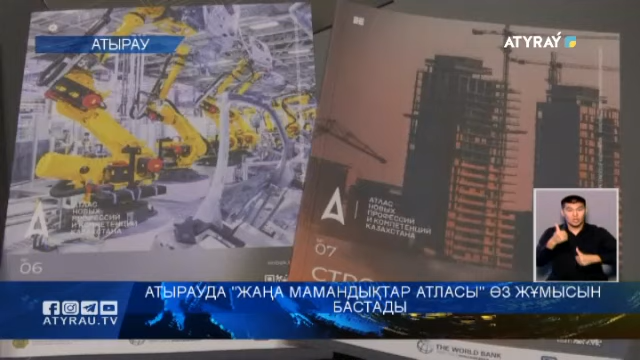 АТЫРАУ
ATYRAÝ
АТЛАС
НОВЫХ
ПРОФЕССИЙ
И КОМПЕТЕНЦИЙ
КАЗАХСТАНА
06
АТЛАС
НОВЫХ
ПРОФЕССИЙ
И КОМПЕТЕНЦИЙ
КАЗАХСТАНА
07
АТЫРАУДА "ЖАҢА МАМАНДЫҚТАР АТЛАСЫ" ӨЗ ЖҰМЫСЫН
БАСТАДЫ
ATYRAU.TV
THE WORLD BANK